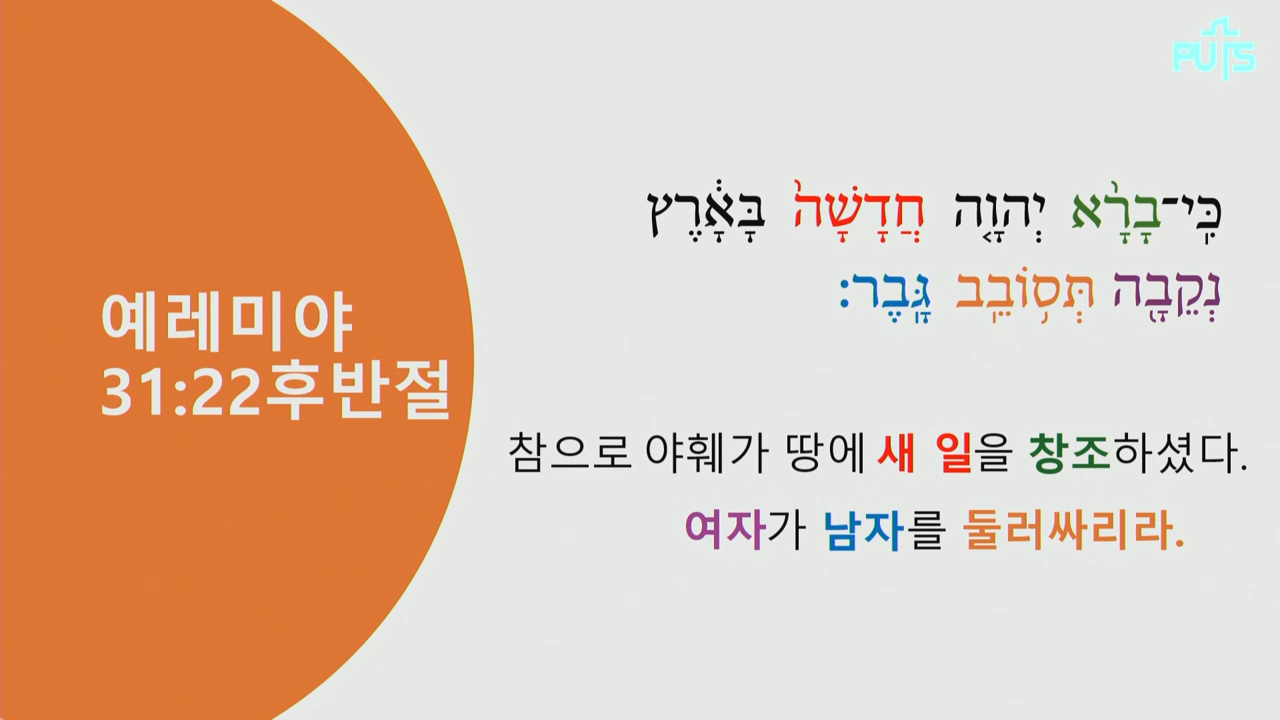 PUTS
כִּֽי־בָרָ֨א יְהוָ֤ה חֲדָשָׁה֙ בָּאָ֔רֶץ
נְקֵבָ֖ה תְּס֥וֹבֵֽב גָּֽבֶר׃
예레미야
31:22후반절
참으로 야훼가 땅에 새 일을 창조하셨다.
여자가 남자를 둘러싸리라.